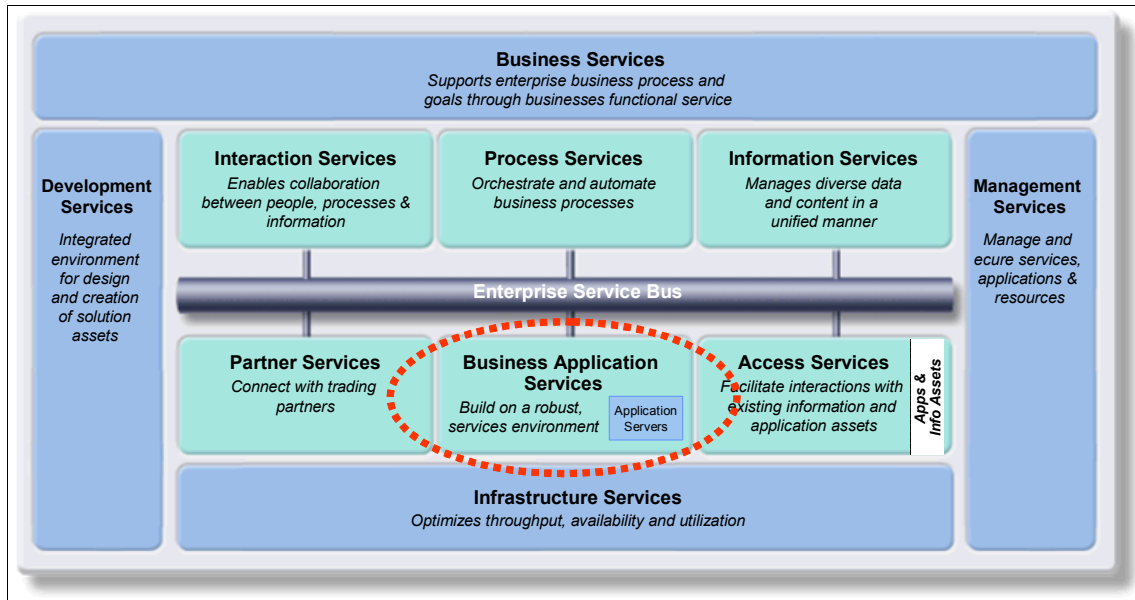 Business Services
Supports enterprise business process and
goals through businesses functional service
Development
Services
Integrated
environment
for design
and creation
of solution
assets
Interaction Services
Enables collaboration
between people, processes &
information
Process Services
Orchestrate and automate
business processes
Information Services
Manages diverse data
and content in a
unified manner
Management
Services
Manage and
ecure services,
applications &
resources
Enterprise Service Bus
Partner Services
Connect with trading
partners
Business Application
Services
Build on a robust,
services environment
Application
Servers
Access Services
Facilitate interactions with
existing information and
application assets
Apps &
Info Assets
Infrastructure Services
Optimizes throughput, availability and utilization